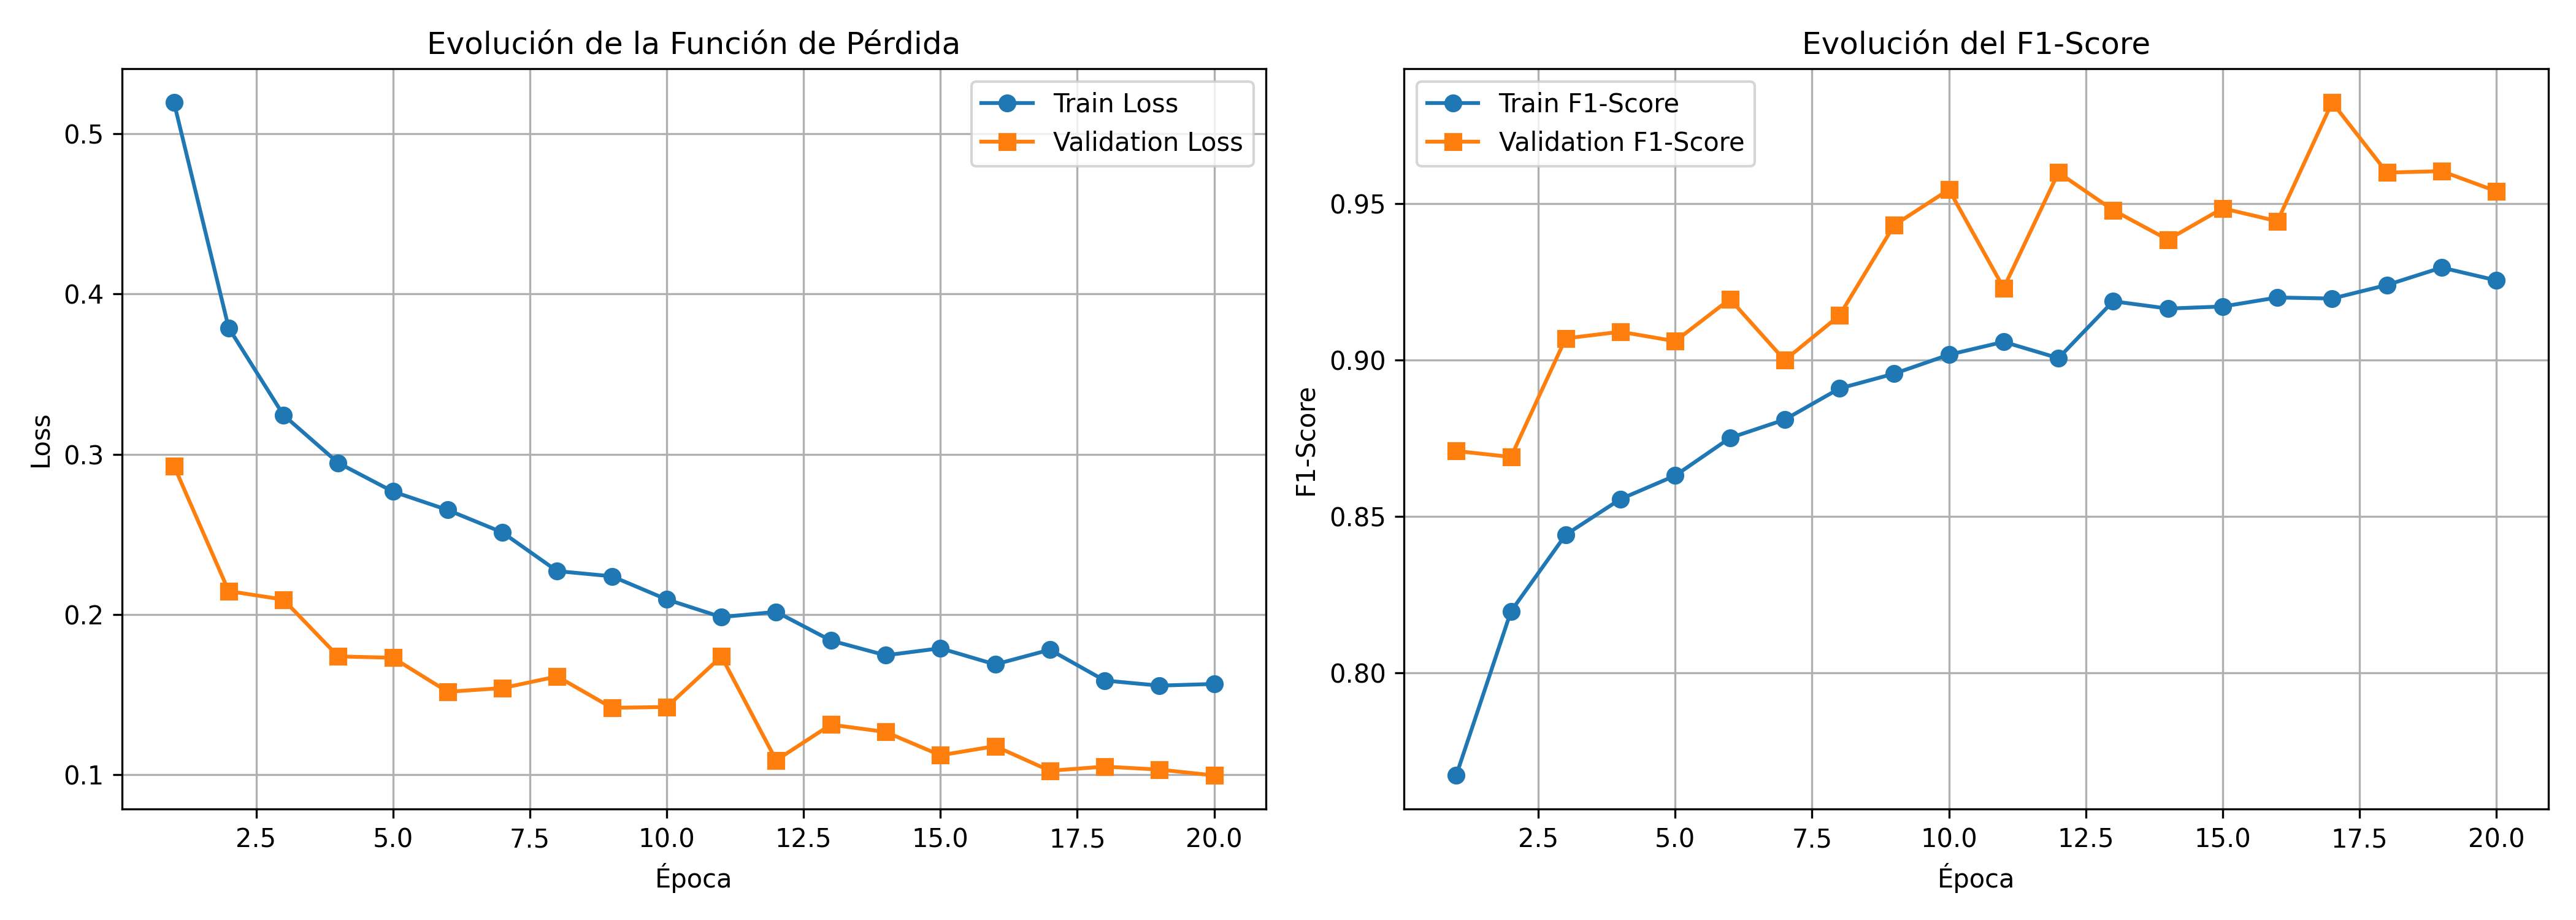 Evolución de la Función de Pérdida
Train Loss
Validation Loss
Loss
0.5
0.4
0.3
0.2
0.1
2.5 5.0 7.5 10.0 12.5 15.0 17.5 20.0
Época
Evolución del F1-Score
Train F1-Score
Validation F1-Score
F1-Score
0.95
0.90
0.85
0.80
2.5 5.0 7.5 10.0 12.5 15.0 17.5 20.0
Época